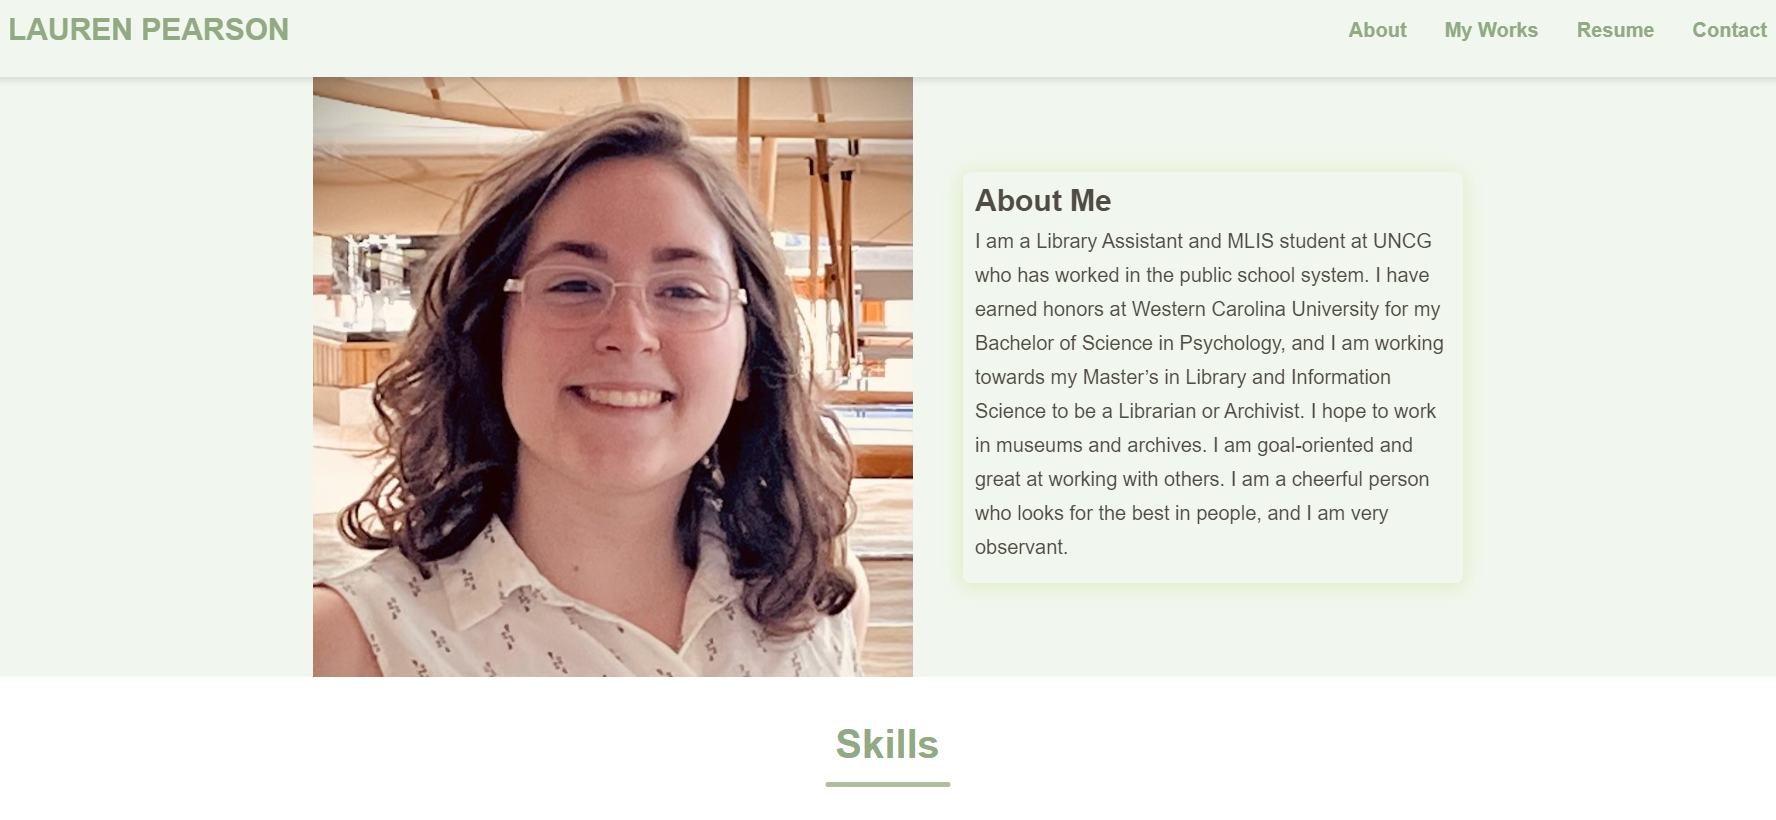 LAUREN PEARSON
About
My Works
Resume
Contact
About Me
I am a Library Assistant and MLIS student at UNCG
who has worked in the public school system. I have
earned honors at Western Carolina University for my
Bachelor of Science in Psychology, and I am working
towards my Master’s in Library and Information
Science to be a Librarian or Archivist. I hope to work
in museums and archives. I am goal-oriented and
great at working with others. I am a cheerful person
who looks for the best in people, and I am very
observant.
Skills